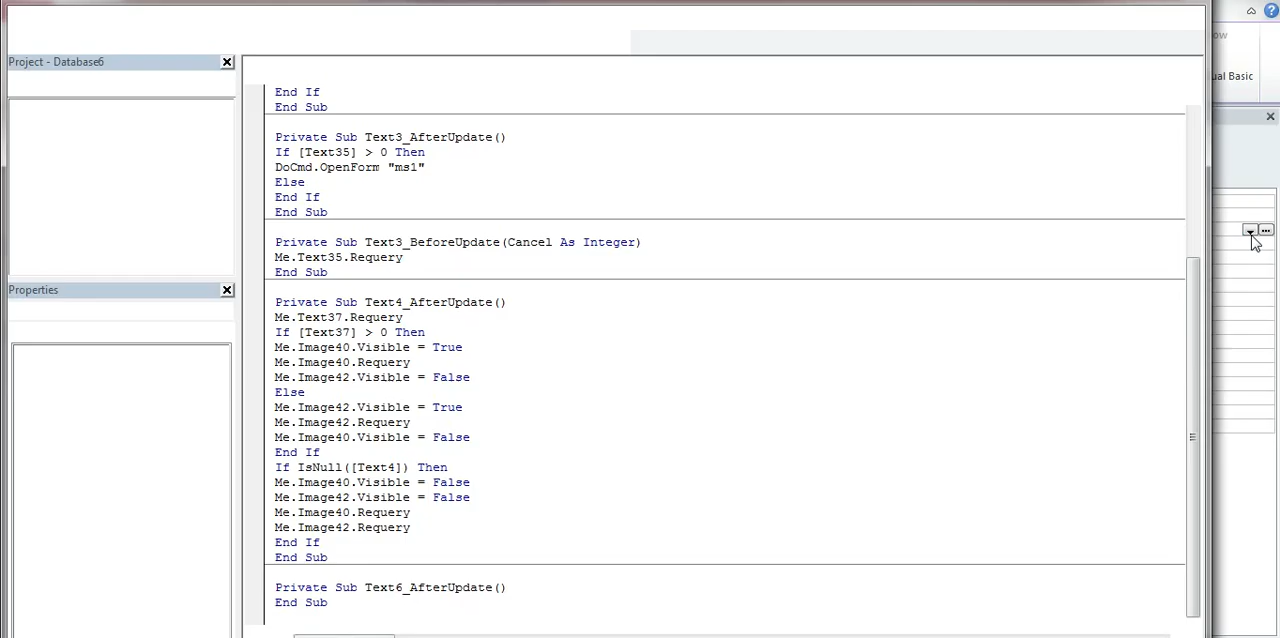 Project - Database6
End If
End Sub
Private Sub Text3_AfterUpdate()
If [Text35] > 0 Then
DoCmd.OpenForm "ms1"
Else
End If
End Sub
Private Sub Text3_BeforeUpdate(Cancel As Integer)
Me.Text35.Requery
End Sub
Private Sub Text4_AfterUpdate()
Me.Text37.Requery
If [Text37] > 0 Then
Me.Image40.Visible = True
Me.Image40.Requery
Me.Image42.Visible = False
Else
Me.Image42.Visible = True
Me.Image42.Requery
Me.Image40.Visible = False
End If
If IsNull([Text4]) Then
Me.Image40.Visible = False
Me.Image42.Visible = False
Me.Image40.Requery
Me.Image42.Requery
End If
End Sub
Private Sub Text6_AfterUpdate()
End Sub
Properties
ow
ual Basic